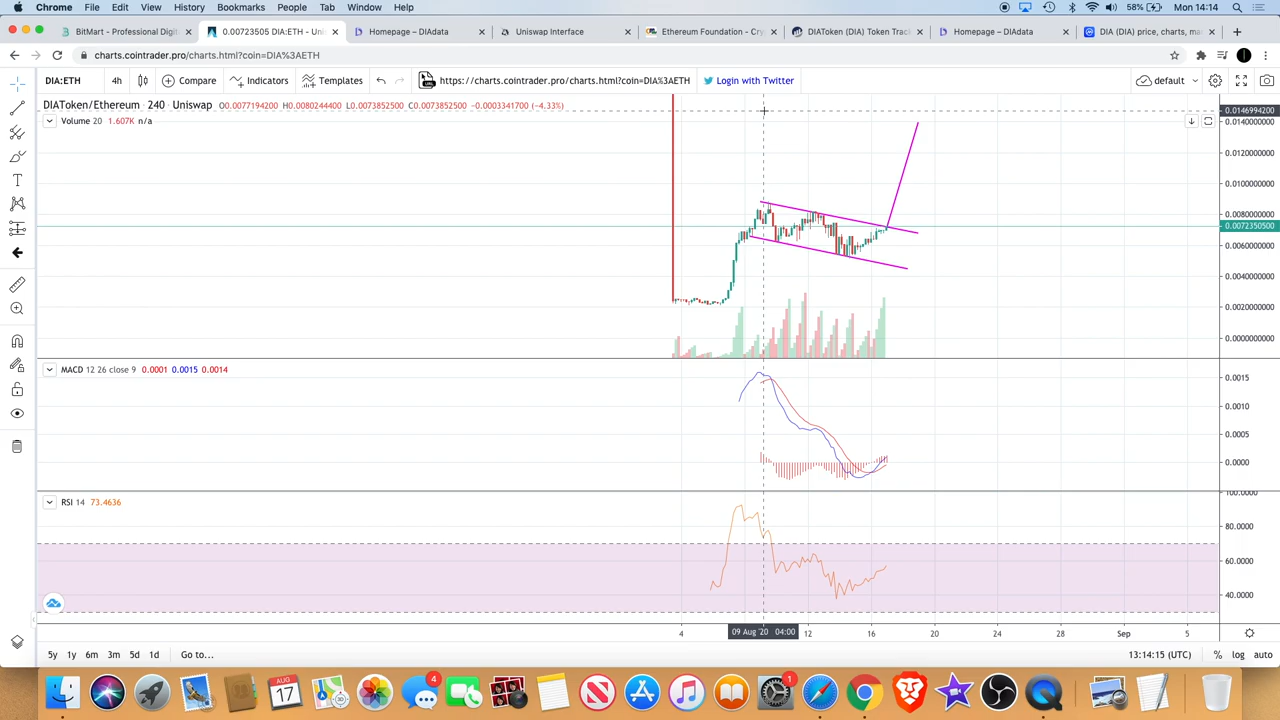 Chrome File Edit View History Bookmarks People Tab Window Help 58% Mon 14:14
BitMart - Professional Digit 0.00723505 DIA:ETH - Uni Homepage – DIAdata Uniswap Interface Ethereum Foundation - Cry DIAToken (DIA) Token Track Homepage – DIAdata DIA (DIA) price, charts, ma
charts.cointrader.pro/charts.html?coin=DIA%3AETH
DIA:ETH 4h Compare Indicators Templates https://charts.cointrader.pro/charts.html?coin=DIA%3AETH Login with Twitter default
DIAToken/Ethereum · 240 · Uniswap O0.0077194200 H0.0080244400 L0.0073852500 C0.0073852500 −0.0003341700 (−4.33%)
0.0146994200
Volume 20 1.607K n/a
0.0140000000
0.0120000000
0.0100000000
0.0080000000
0.0072350500
0.0060000000
0.0040000000
0.0020000000
0.0000000000
MACD 12 26 close 9 0.0001 0.0015 0.0014
0.0015
0.0010
0.0005
0.0000
RSI 14 73.4636
100.0000
80.0000
60.0000
40.0000
4 09 Aug '20 04:00 12 16 20 24 28 Sep 5
5y 1y 6m 3m 5d 1d Go to... 13:14:15 (UTC) % log auto
AUG
17
4
1